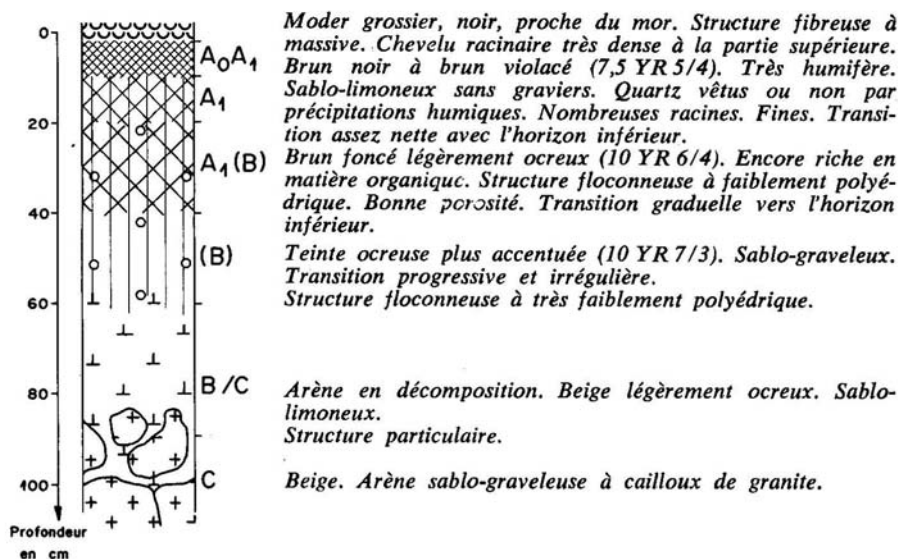 0
20
40
60
80
100
Profondeur
en cm
A₀A₁
A₁
A₁(B)
(B)
B/C
C
Moder grossier, noir, proche du mor. Structure fibreuse à
massive. Chevelu racinaire très dense à la partie supérieure.
Brun noir à brun violacé (7,5 YR 5/4). Très humifère.
Sablo-limoneux sans graviers. Quartz vêtus ou non par
précipitations humiques. Nombreuses racines. Fines. Transi-
tion assez nette avec l'horizon inférieur.
Brun foncé légèrement ocreux (10 YR 6/4). Encore riche en
matière organique. Structure floconneuse à faiblement polyé-
drique. Bonne porosité. Transition graduelle vers l'horizon
inférieur.
Teinte ocreuse plus accentuée (10 YR 7/3). Sablo-graveleux.
Transition progressive et irrégulière.
Structure floconneuse à très faiblement polyédrique.
Arène en décomposition. Beige légèrement ocreux. Sablo-
limoneux.
Structure particulaire.
Beige. Arène sablo-graveleuse à cailloux de granite.